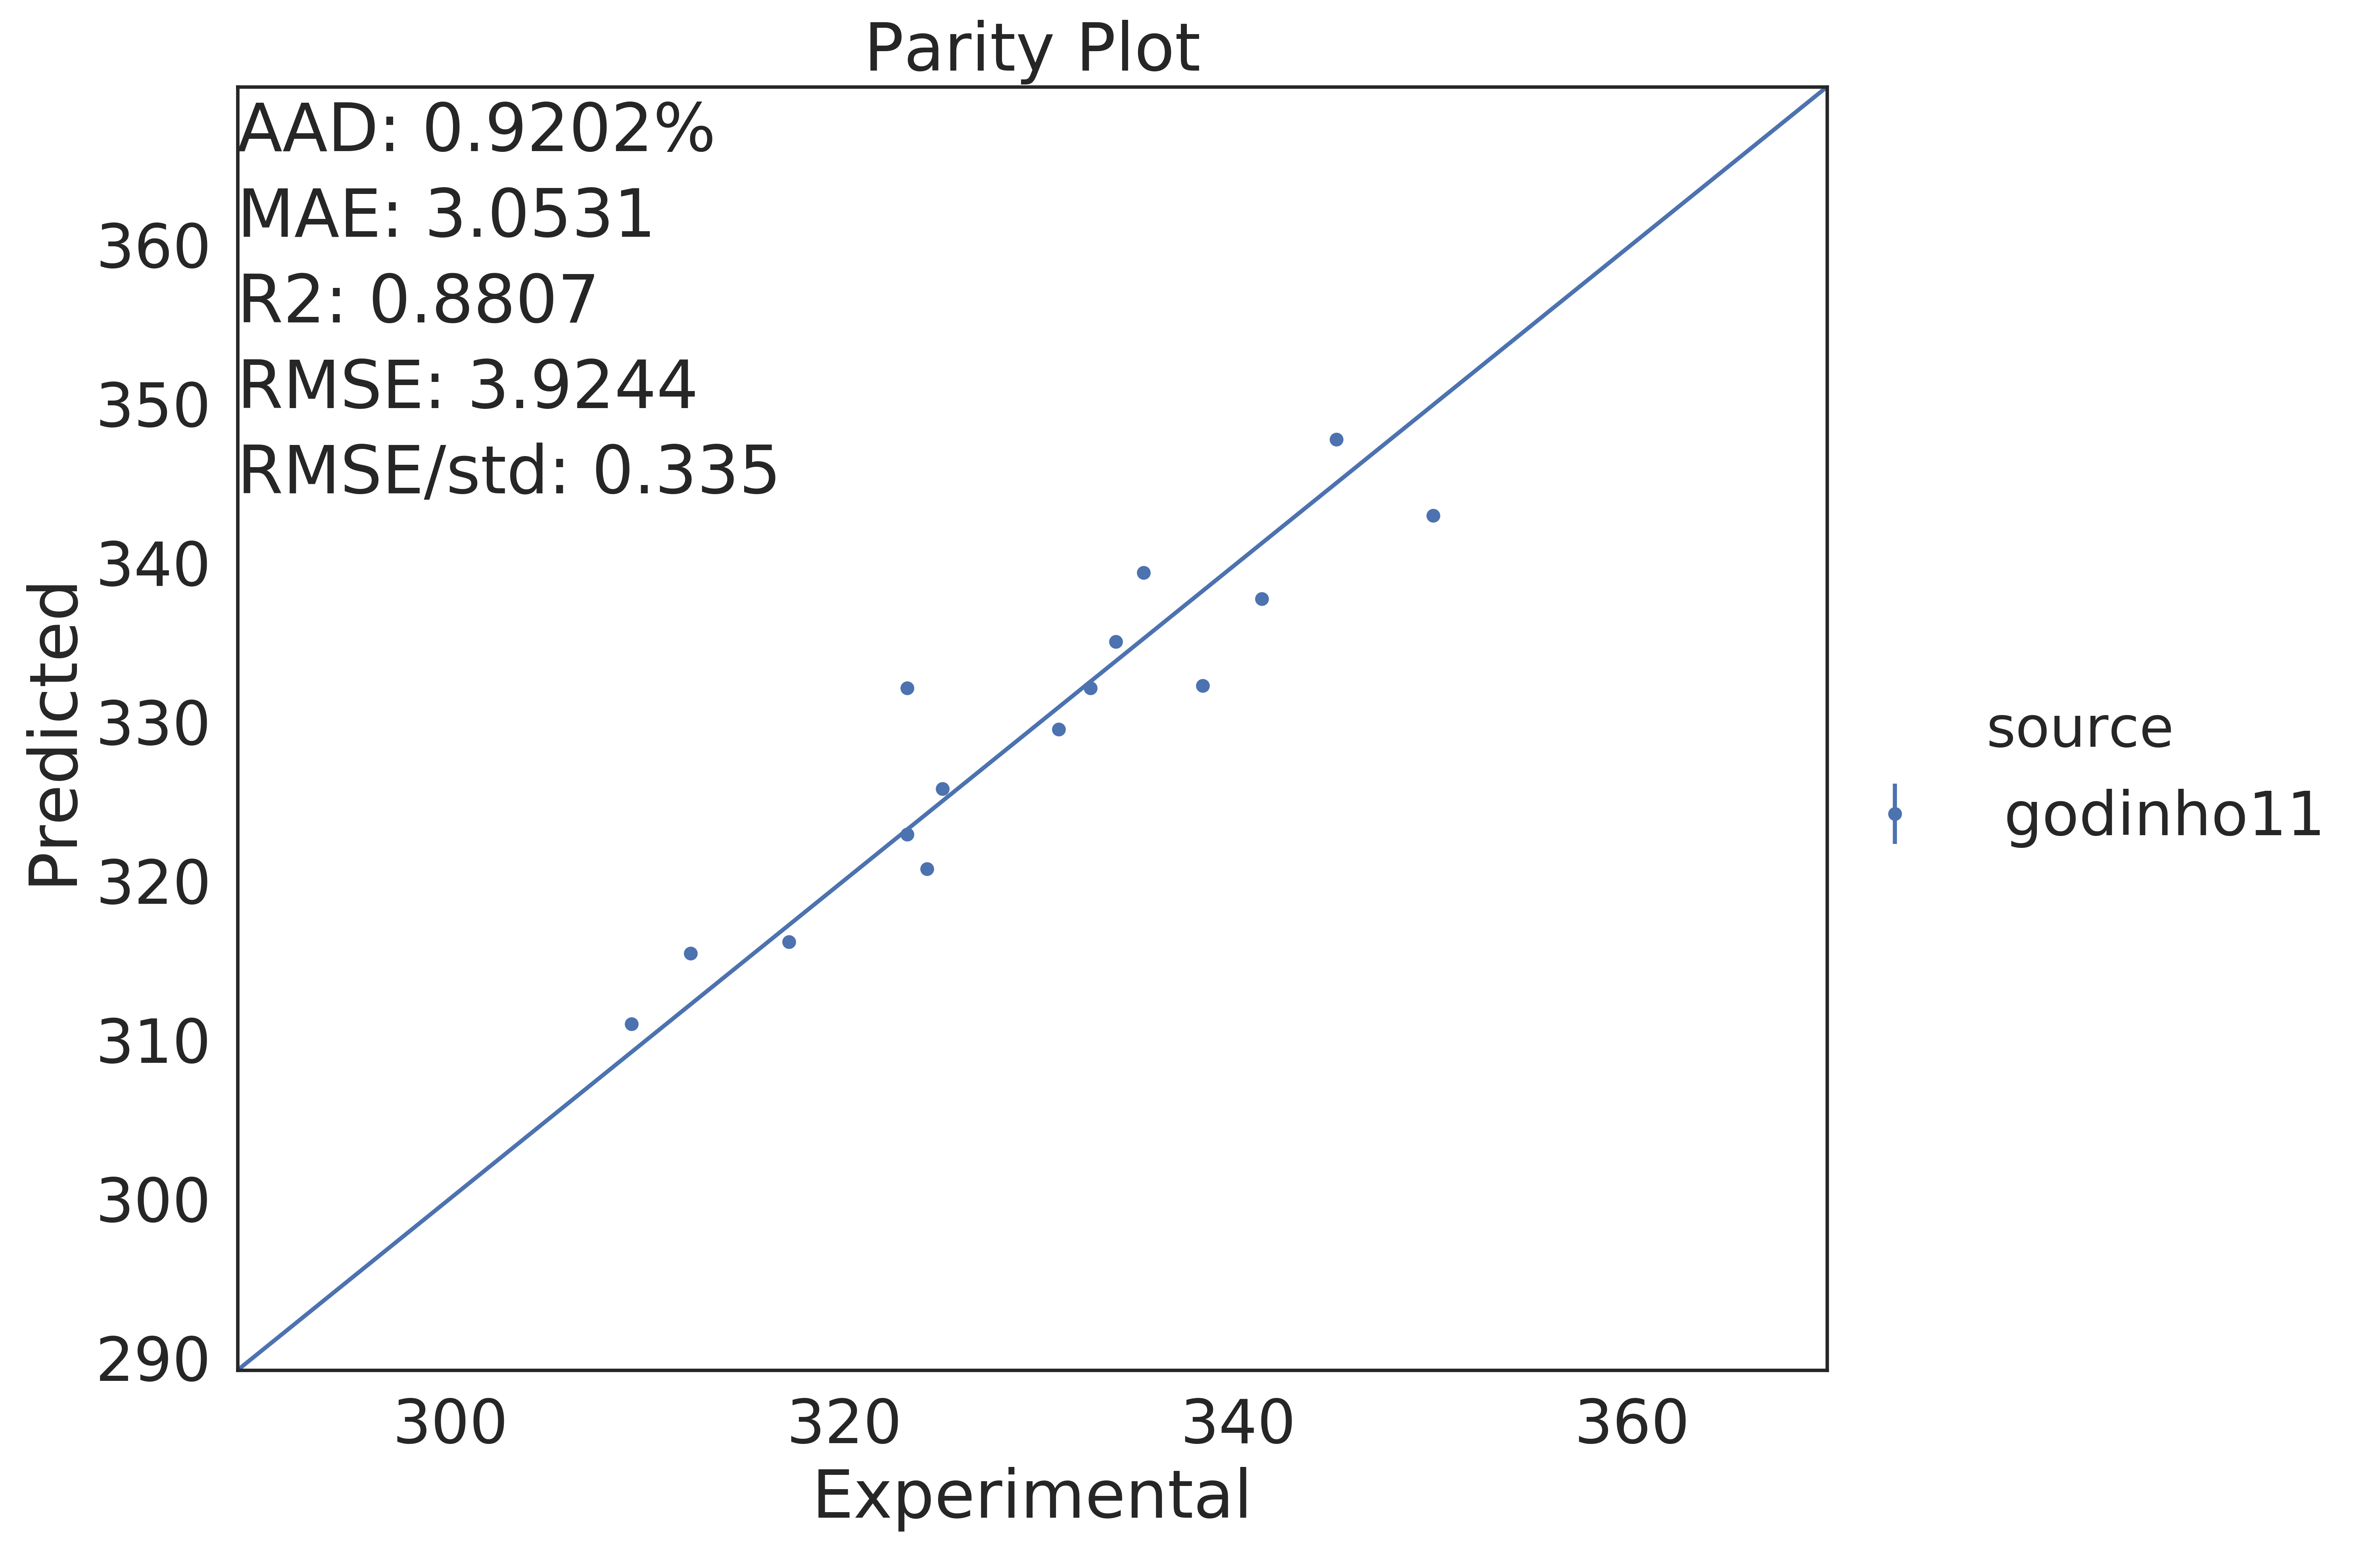 Parity Plot
AAD: 0.9202%
MAE: 3.0531
R2: 0.8807
RMSE: 3.9244
RMSE/std: 0.335
360
350
340
330
320
310
300
290
Predicted
300
320
340
360
Experimental
source
godinho11